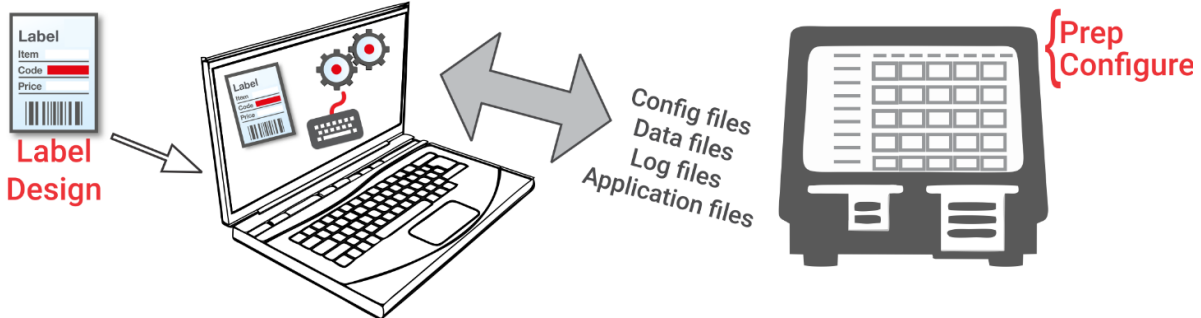 Label
Item
Code
Price
Label
Design
Label
Item
Code
Price
Config files
Data files
Log files
Application files
Prep
Configure